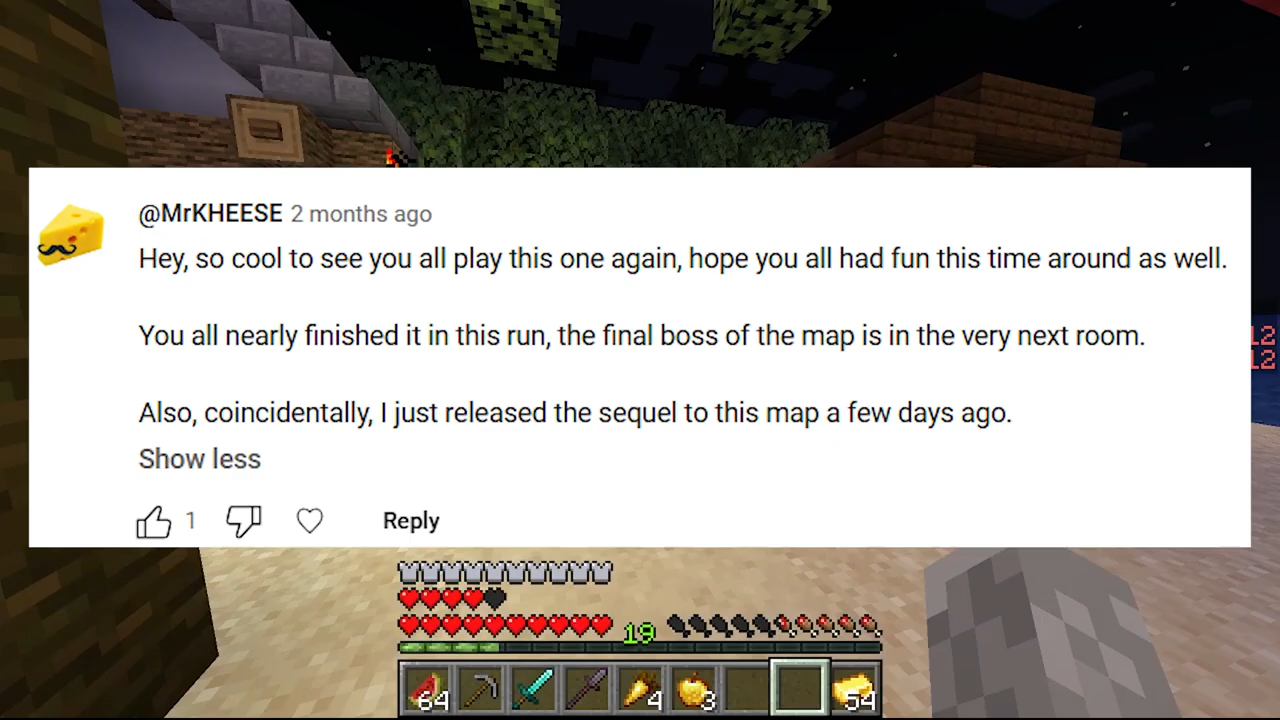 @MrKHEESE 2 months ago
Hey, so cool to see you all play this one again, hope you all had fun this time around as well.
You all nearly finished it in this run, the final boss of the map is in the very next room.
Also, coincidentally, I just released the sequel to this map a few days ago.
Show less
1 Reply
12
12
19
64 4 3 54